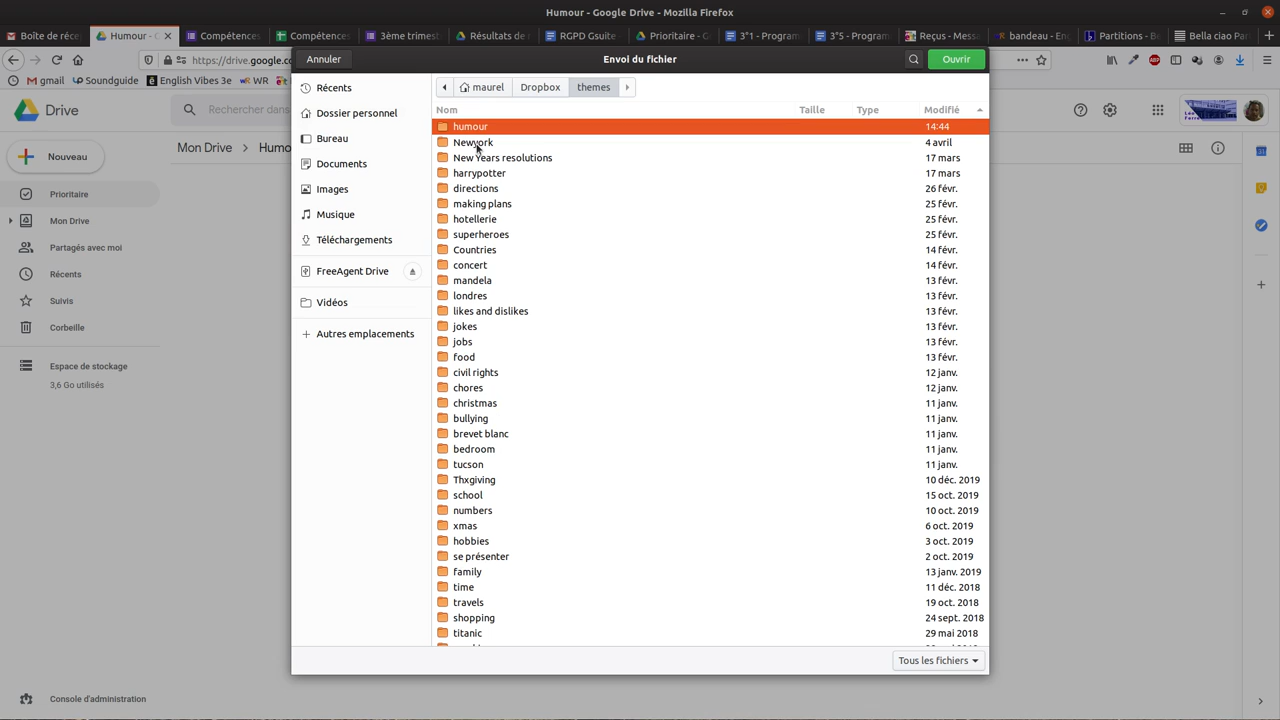 Humour - Google Drive - Mozilla Firefox
Boîte de récep
Humour -
Compétences
Compétences
3ème trimest
Résultats de
RGPD Gsuite
Prioritaire - G
3°1 - Program
3°5 - Program
Reçus - Messa
bandeau - En
Partitions - B
Bella ciao Par
https://drive.google.co
gmail
Soundguide
English Vibes 3e
WR
Annuler
Envoi du fichier
Ouvrir
Drive
Rechercher dans
Nouveau
Prioritaire
Mon Drive
Partagés avec moi
Récents
Suivis
Corbeille
Espace de stockage
3,6 Go utilisés
Console d'administration
Mon Drive
Humo
Récents
Dossier personnel
Bureau
Documents
Images
Musique
Téléchargements
FreeAgent Drive
Vidéos
Autres emplacements
maurel
Dropbox
themes
Nom Taille Type Modifié
humour 14:44
Newyork 4 avril
New Years resolutions 17 mars
harrypotter 17 mars
directions 26 févr.
making plans 25 févr.
hotellerie 25 févr.
superheroes 25 févr.
Countries 14 févr.
concert 14 févr.
mandela 13 févr.
londres 13 févr.
likes and dislikes 13 févr.
jokes 13 févr.
jobs 13 févr.
food 13 févr.
civil rights 12 janv.
chores 12 janv.
christmas 11 janv.
bullying 11 janv.
brevet blanc 11 janv.
bedroom 11 janv.
tucson 11 janv.
Thxgiving 10 déc. 2019
school 15 oct. 2019
numbers 10 oct. 2019
xmas 6 oct. 2019
hobbies 3 oct. 2019
se présenter 2 oct. 2019
family 13 janv. 2019
time 11 déc. 2018
travels 19 oct. 2018
shopping 24 sept. 2018
titanic 29 mai 2018
Tous les fichiers